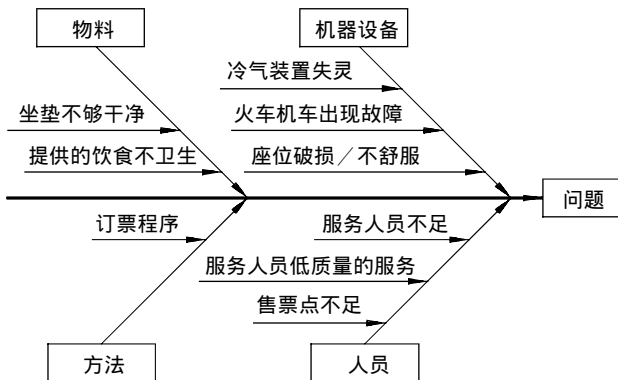 物料
机器设备
冷气装置失灵
坐垫不够干净
火车机车出现故障
提供的饮食不卫生
座位破损／不舒服
问题
订票程序
服务人员不足
服务人员低质量的服务
售票点不足
方法
人员